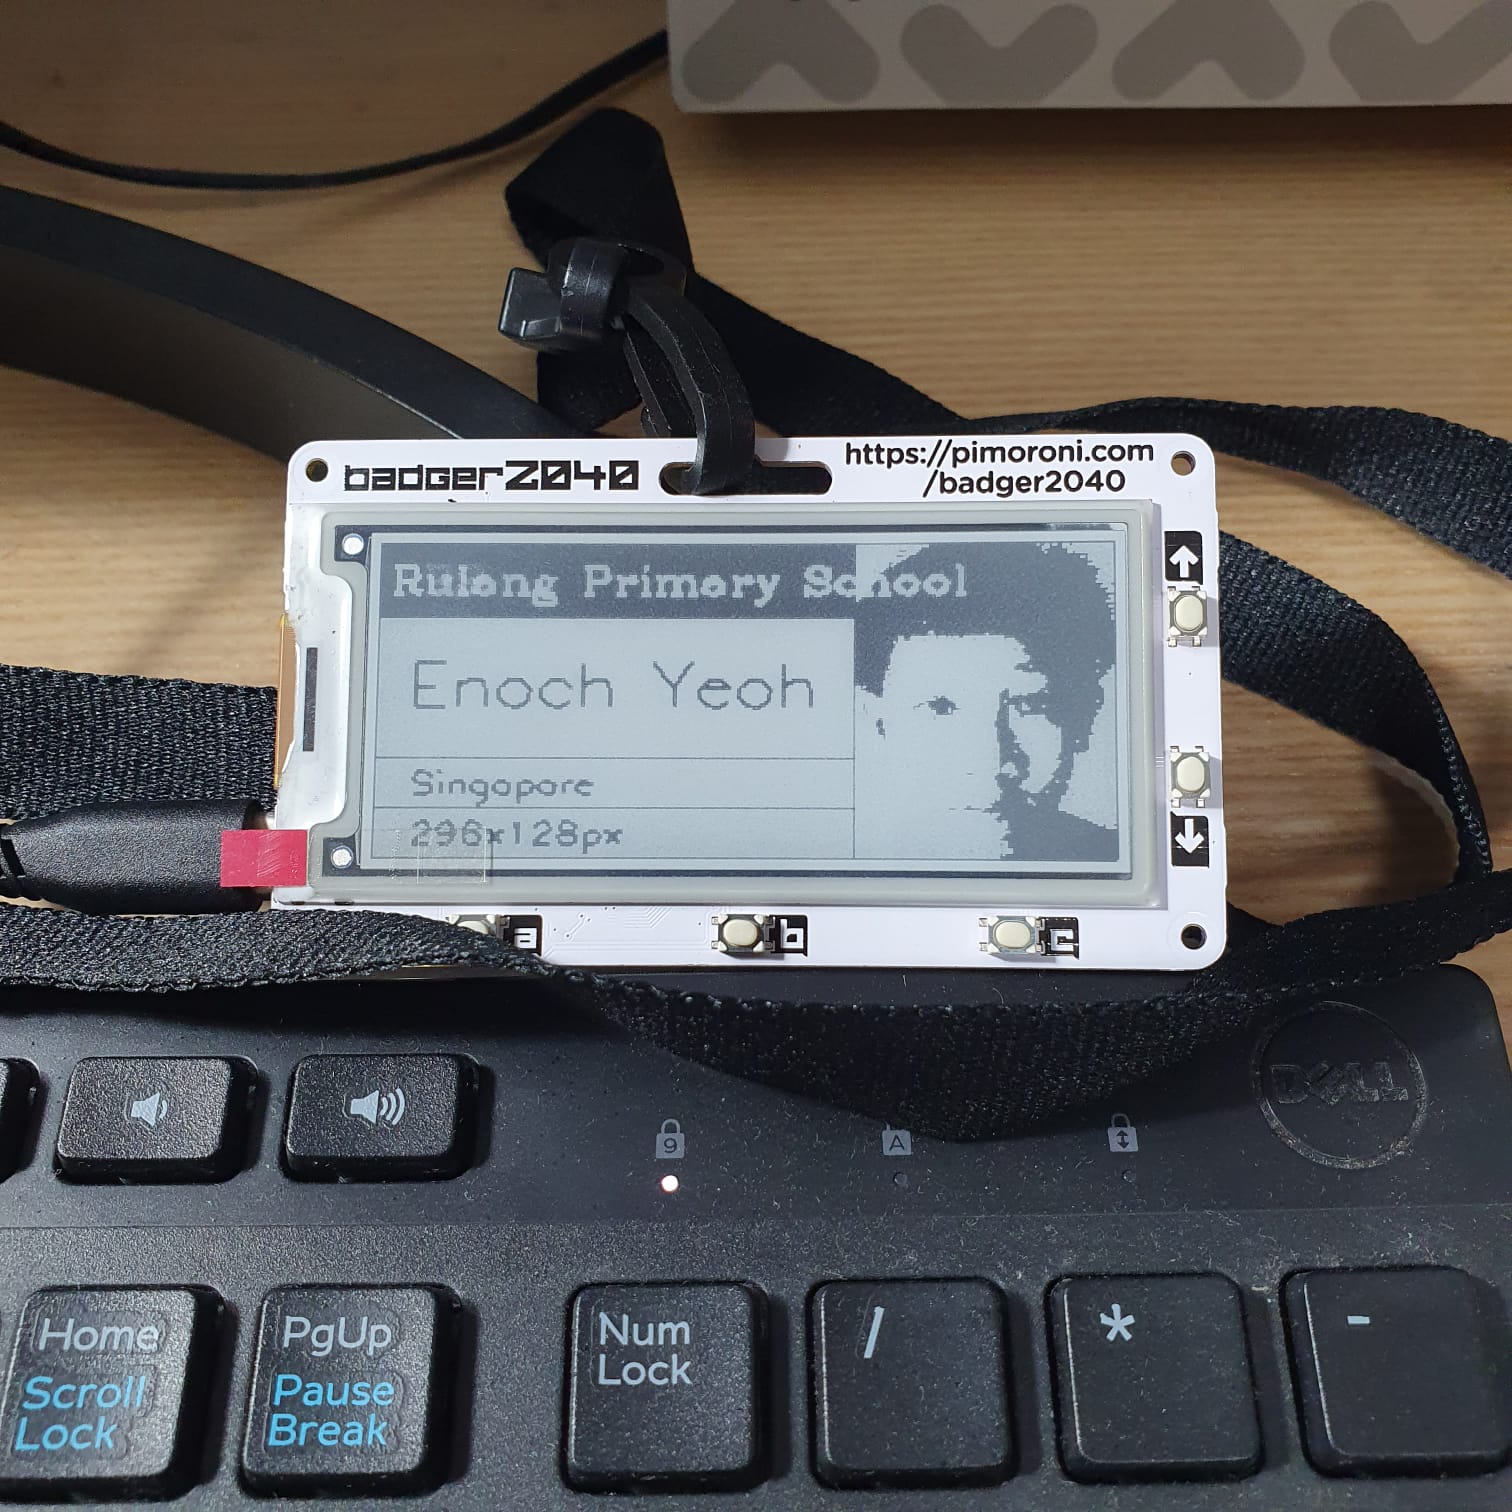 badger2040
https://pimoroni.com
/badger2040
Rulang Primary School
Enoch Yeoh
Singapore
296x128px
a
b
c
9
A
DELL
Home
Scroll
Lock
PgUp
Pause
Break
Num
Lock
/
*
-